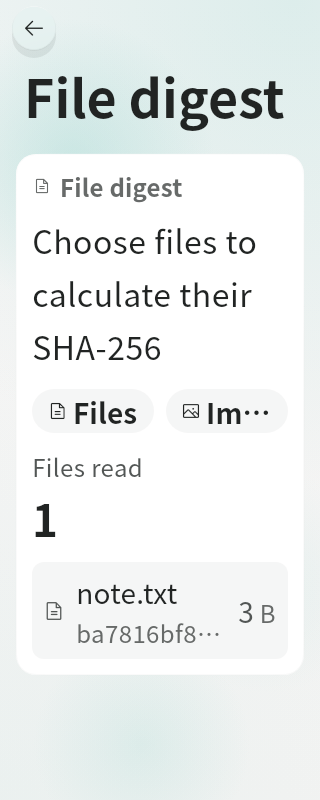 File digest
File digest
Choose files to
calculate their
SHA-256
Files
Im···
Files read
1
note.txt
3 B
ba7816bf8···